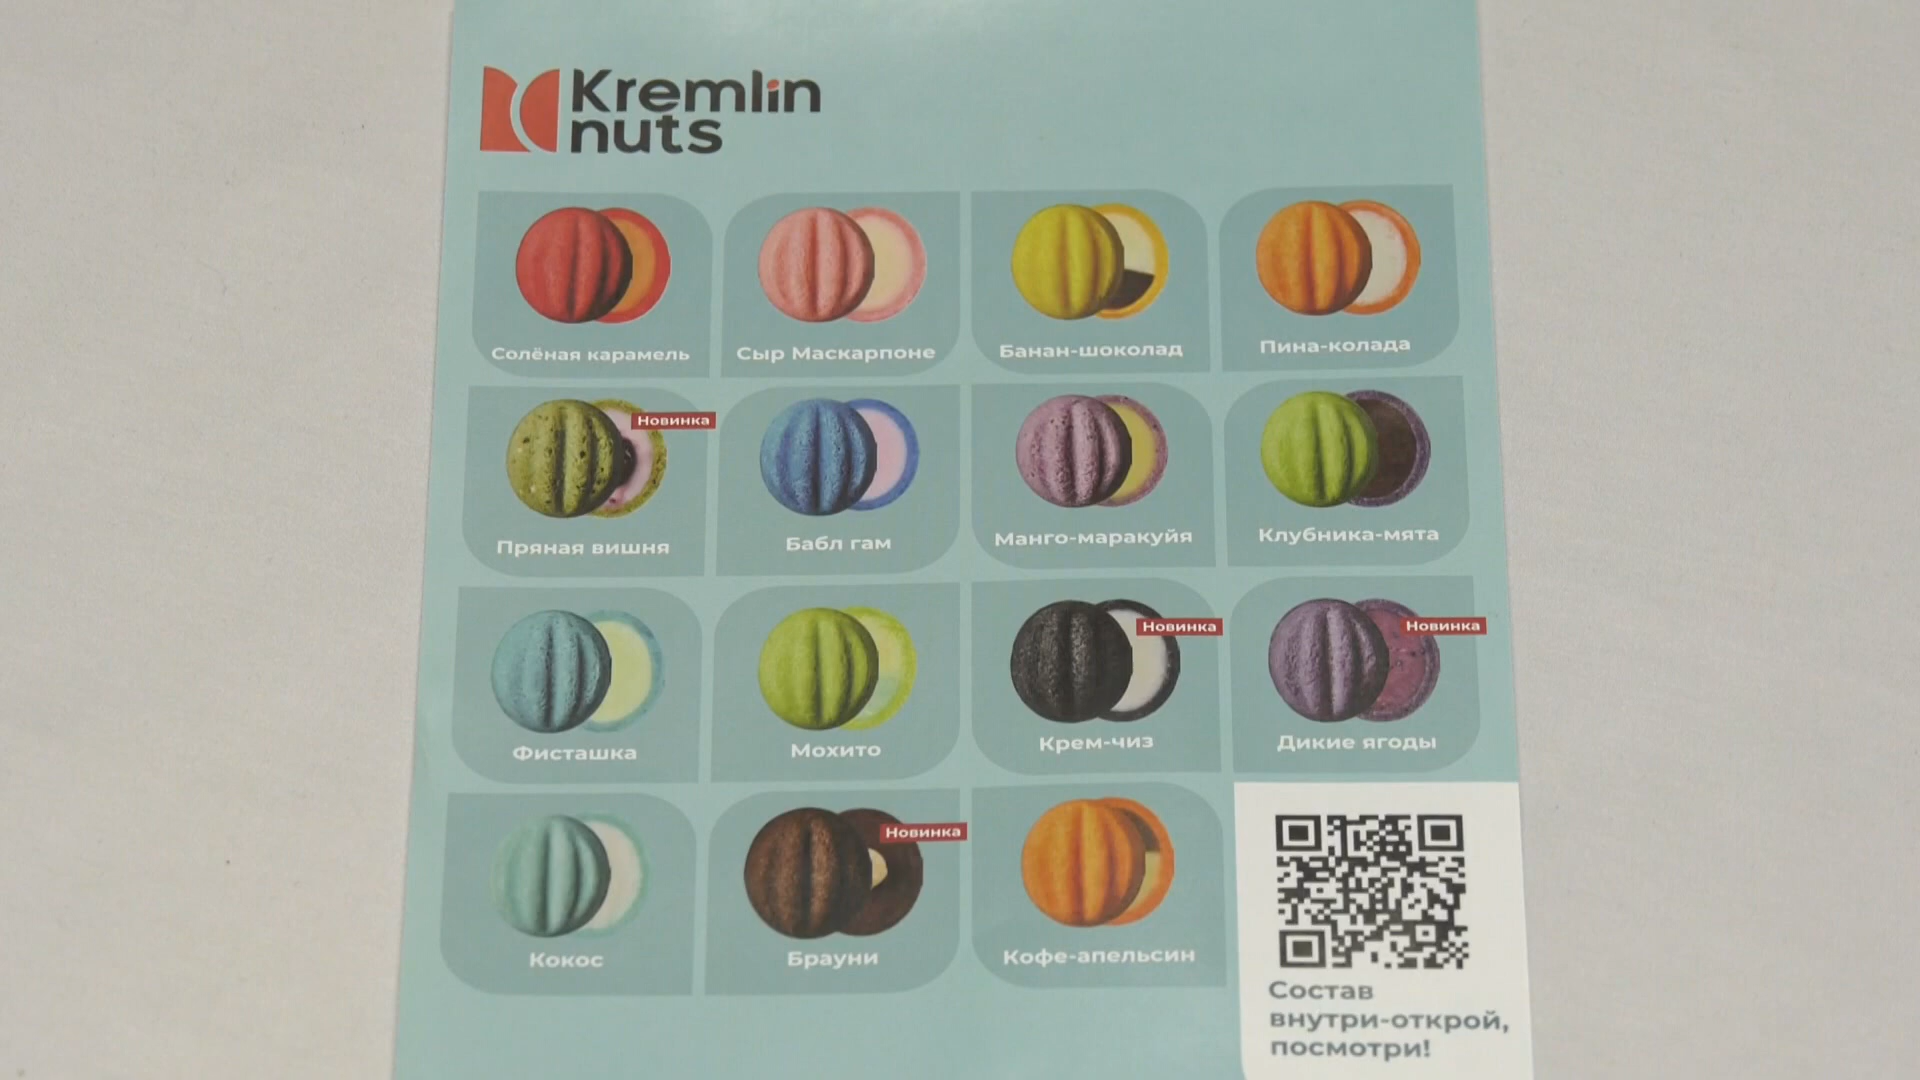 Kremlin
nuts
Солёная карамель
Сыр Маскарпоне
Банан-шоколад
Пина-колада
Новинка
Пряная вишня
Бабл гам
Манго-маракуйя
Клубника-мята
Фисташка
Мохито
Новинка
Крем-чиз
Новинка
Дикие ягоды
Кокос
Новинка
Брауни
Кофе-апельсин
Состав
внутри-открой,
посмотри!